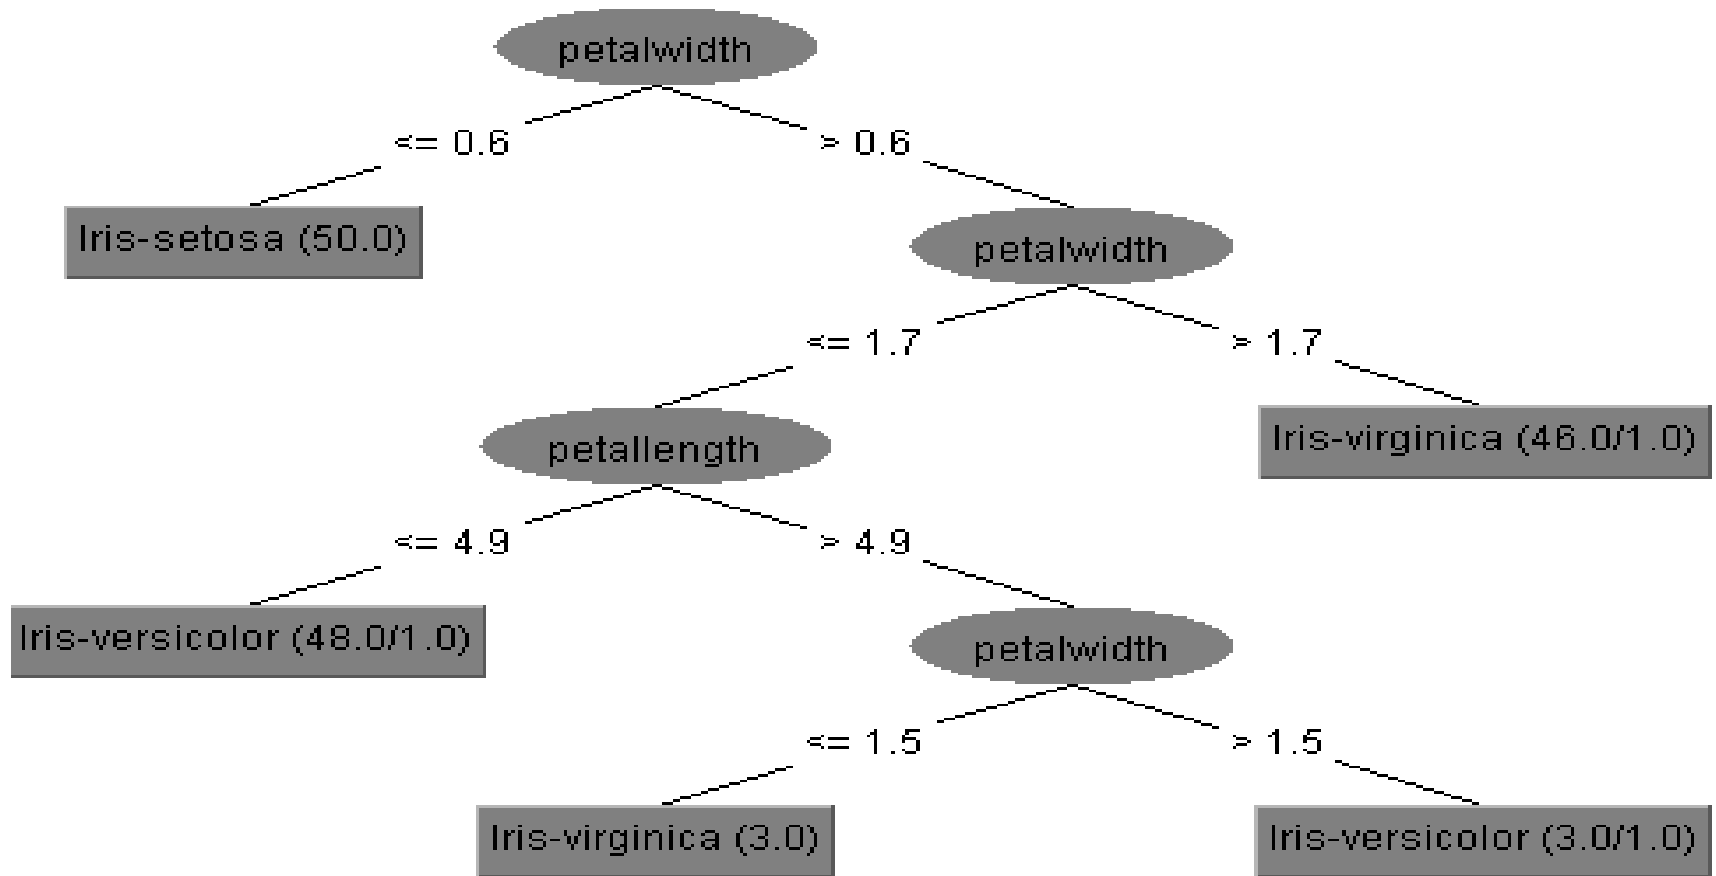 petalwidth
<= 0.6
> 0.6
Iris-setosa (50.0)
petalwidth
<= 1.7
> 1.7
petallength
Iris-virginica (46.0/1.0)
<= 4.9
> 4.9
Iris-versicolor (48.0/1.0)
petalwidth
<= 1.5
> 1.5
Iris-virginica (3.0)
Iris-versicolor (3.0/1.0)